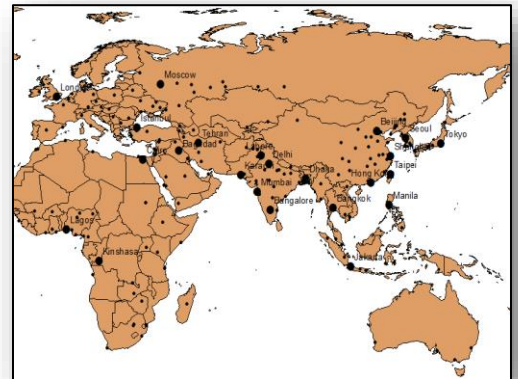 Moscow
London
Istanbul
Tehran
Baghdad
Beijing
Seoul
Tokyo
Lahore
Delhi
Dhaka
Taipei
Hong Kong
Mumbai
Bangalore
Bangkok
Manila
Lagos
Kinshasa
Jakarta